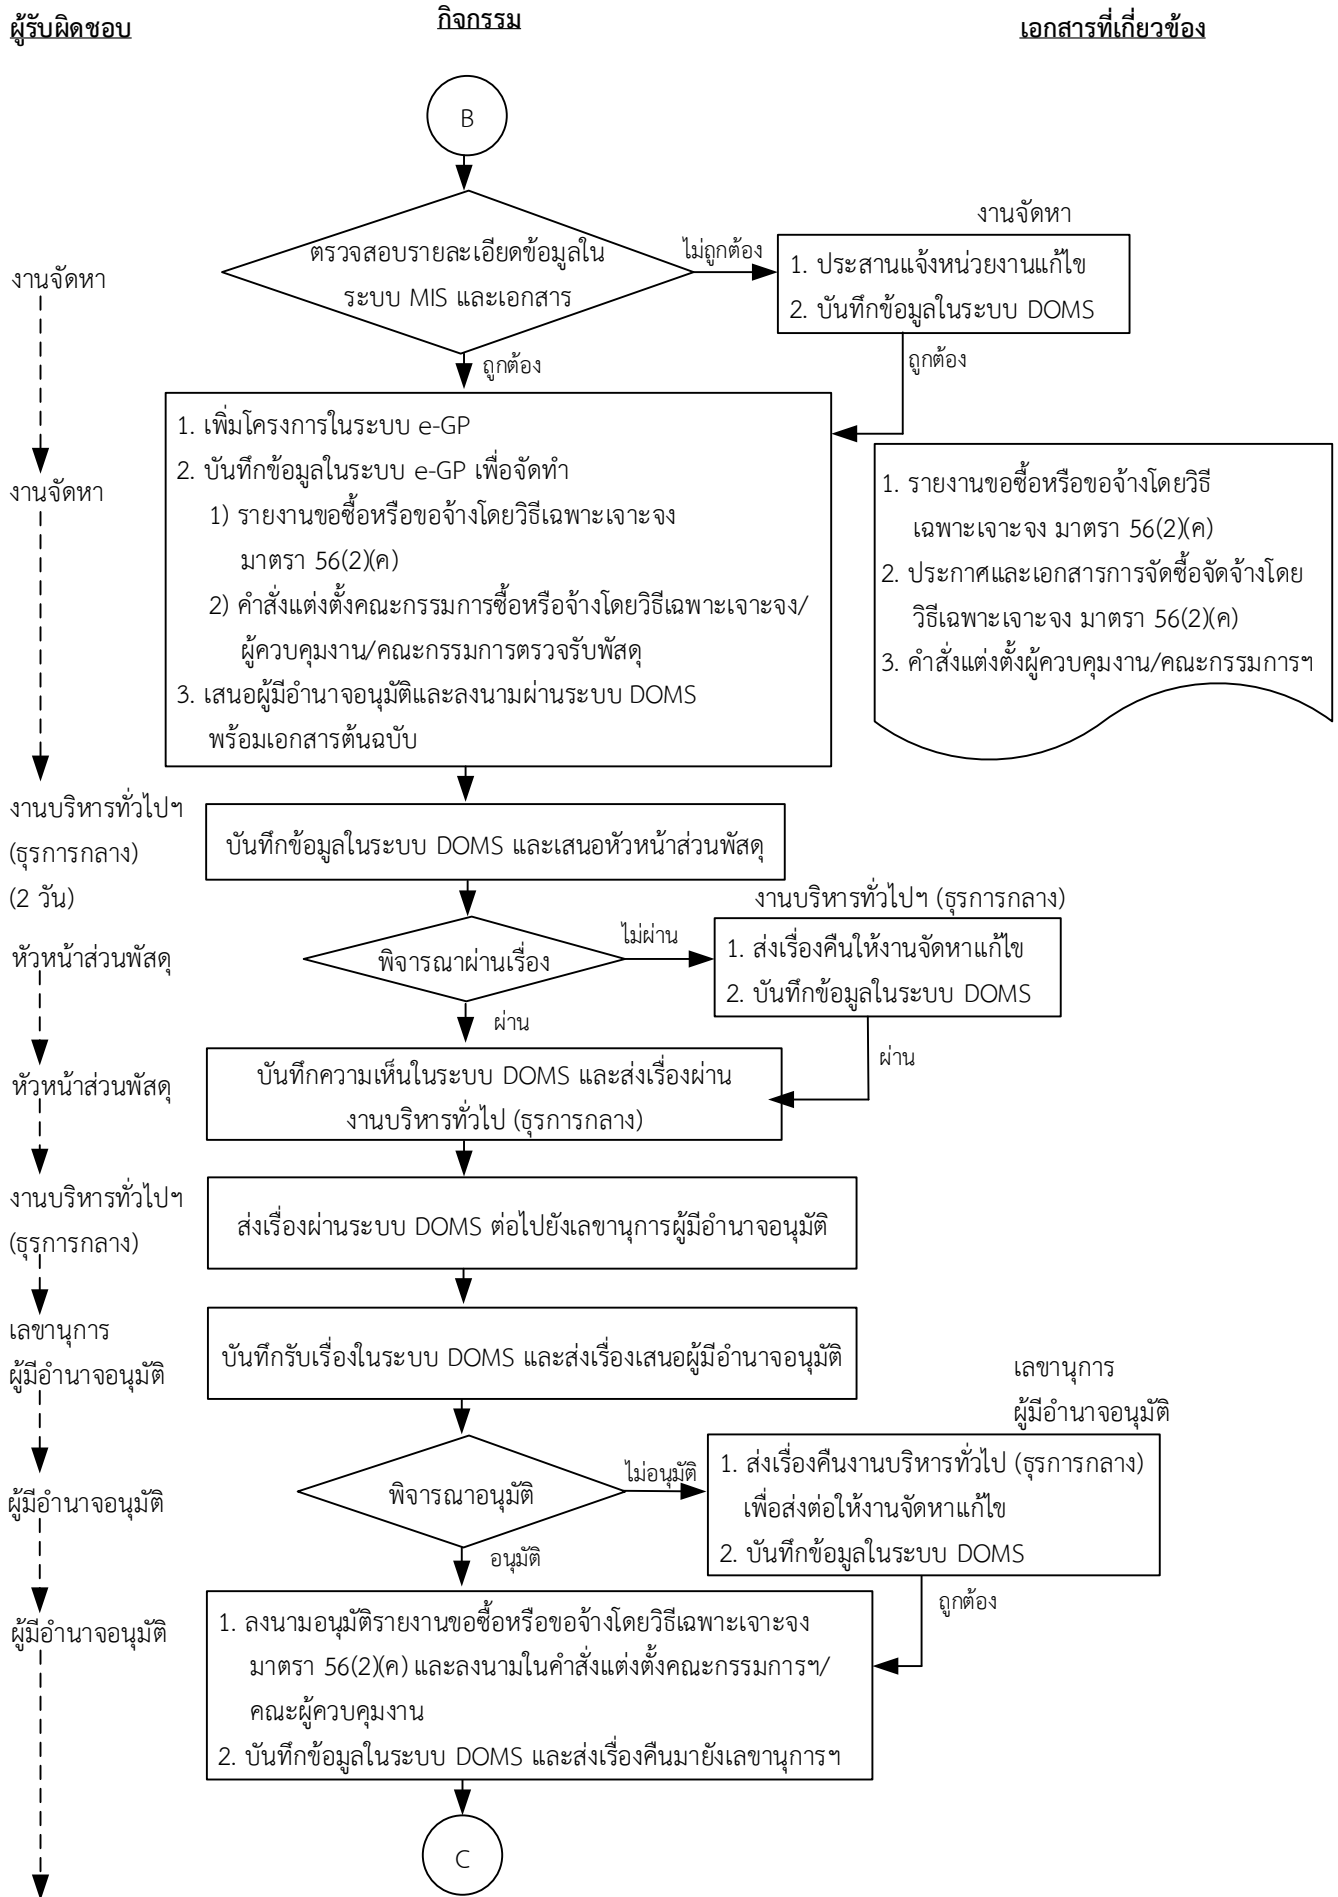 ผู้รับผิดชอบ
กิจกรรม
เอกสารที่เกี่ยวข้อง
B
งานจัดหา
ตรวจสอบรายละเอียดข้อมูลใน
ระบบ MIS และเอกสาร
ไม่ถูกต้อง
งานจัดหา
1. ประสานแจ้งหน่วยงานแก้ไข
2. บันทึกข้อมูลในระบบ DOMS
ถูกต้อง
ถูกต้อง
งานจัดหา
1. เพิ่มโครงการในระบบ e-GP
2. บันทึกข้อมูลในระบบ e-GP เพื่อจัดทำ
1) รายงานขอซื้อหรือขอจ้างโดยวิธีเฉพาะเจาะจง
มาตรา 56(2)(ค)
2) คำสั่งแต่งตั้งคณะกรรมการซื้อหรือจ้างโดยวิธีเฉพาะเจาะจง/
ผู้ควบคุมงาน/คณะกรรมการตรวจรับพัสดุ
3. เสนอผู้มีอำนาจอนุมัติและลงนามผ่านระบบ DOMS
พร้อมเอกสารต้นฉบับ
1. รายงานขอซื้อหรือขอจ้างโดยวิธี
เฉพาะเจาะจง มาตรา 56(2)(ค)
2. ประกาศและเอกสารการจัดซื้อจัดจ้างโดย
วิธีเฉพาะเจาะจง มาตรา 56(2)(ค)
3. คำสั่งแต่งตั้งผู้ควบคุมงาน/คณะกรรมการฯ
งานบริหารทั่วไปฯ
(ธุรการกลาง)
(2 วัน)
บันทึกข้อมูลในระบบ DOMS และเสนอหัวหน้าส่วนพัสดุ
หัวหน้าส่วนพัสดุ
พิจารณาผ่านเรื่อง
ไม่ผ่าน
งานบริหารทั่วไปฯ (ธุรการกลาง)
1. ส่งเรื่องคืนให้งานจัดหาแก้ไข
2. บันทึกข้อมูลในระบบ DOMS
ผ่าน
ผ่าน
หัวหน้าส่วนพัสดุ
บันทึกความเห็นในระบบ DOMS และส่งเรื่องผ่าน
งานบริหารทั่วไป (ธุรการกลาง)
งานบริหารทั่วไปฯ
(ธุรการกลาง)
ส่งเรื่องผ่านระบบ DOMS ต่อไปยังเลขานุการผู้มีอำนาจอนุมัติ
เลขานุการ
ผู้มีอำนาจอนุมัติ
บันทึกรับเรื่องในระบบ DOMS และส่งเรื่องเสนอผู้มีอำนาจอนุมัติ
ผู้มีอำนาจอนุมัติ
พิจารณาอนุมัติ
ไม่อนุมัติ
เลขานุการ
ผู้มีอำนาจอนุมัติ
1. ส่งเรื่องคืนงานบริหารทั่วไป (ธุรการกลาง)
เพื่อส่งต่อให้งานจัดหาแก้ไข
2. บันทึกข้อมูลในระบบ DOMS
อนุมัติ
ถูกต้อง
ผู้มีอำนาจอนุมัติ
1. ลงนามอนุมัติรายงานขอซื้อหรือขอจ้างโดยวิธีเฉพาะเจาะจง
มาตรา 56(2)(ค) และลงนามในคำสั่งแต่งตั้งคณะกรรมการฯ/
คณะผู้ควบคุมงาน
2. บันทึกข้อมูลในระบบ DOMS และส่งเรื่องคืนมายังเลขานุการฯ
C